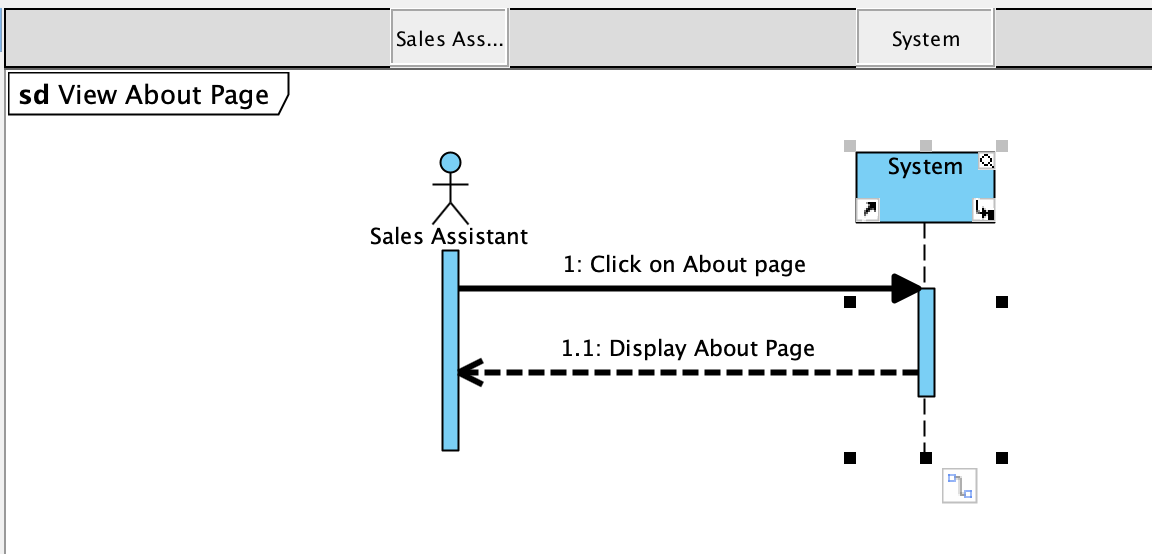 Sales Ass...
System
sd View About Page
System
Sales Assistant
1: Click on About page
1.1: Display About Page